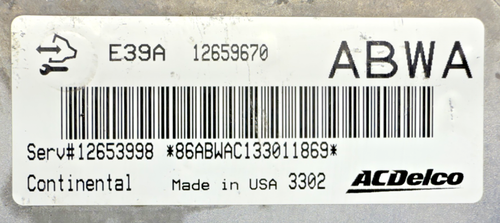 E39A 12659670 ABWA
Serv#12653998 *86ABWAC133011869*
Continental Made in USA 3302 ACDelco